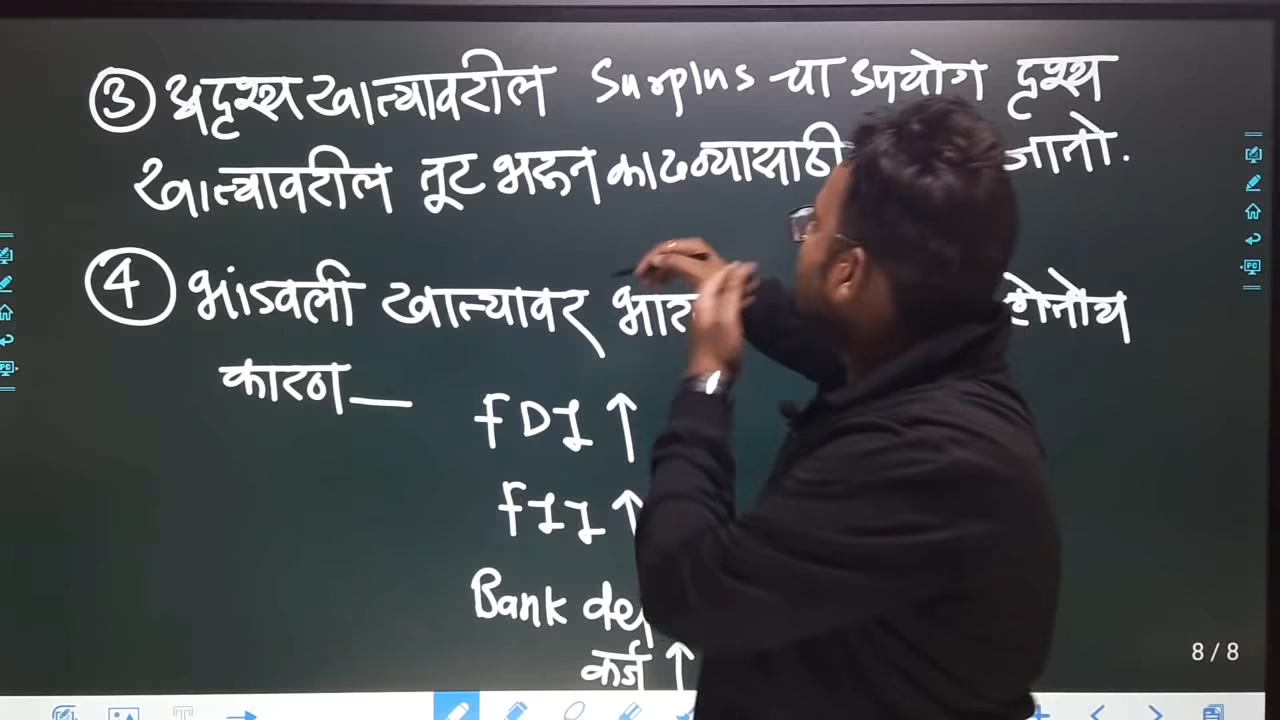 ③ अदृश्य खात्यावरील Surplus चा उपयोग दृश्य
खात्यावरील तूट भरून काढण्यासाठी जातो.
④ भांडवली खात्यावर
कारण —
FDI ↑
FII ↑
Bank
कर्ज ↑
8 / 8